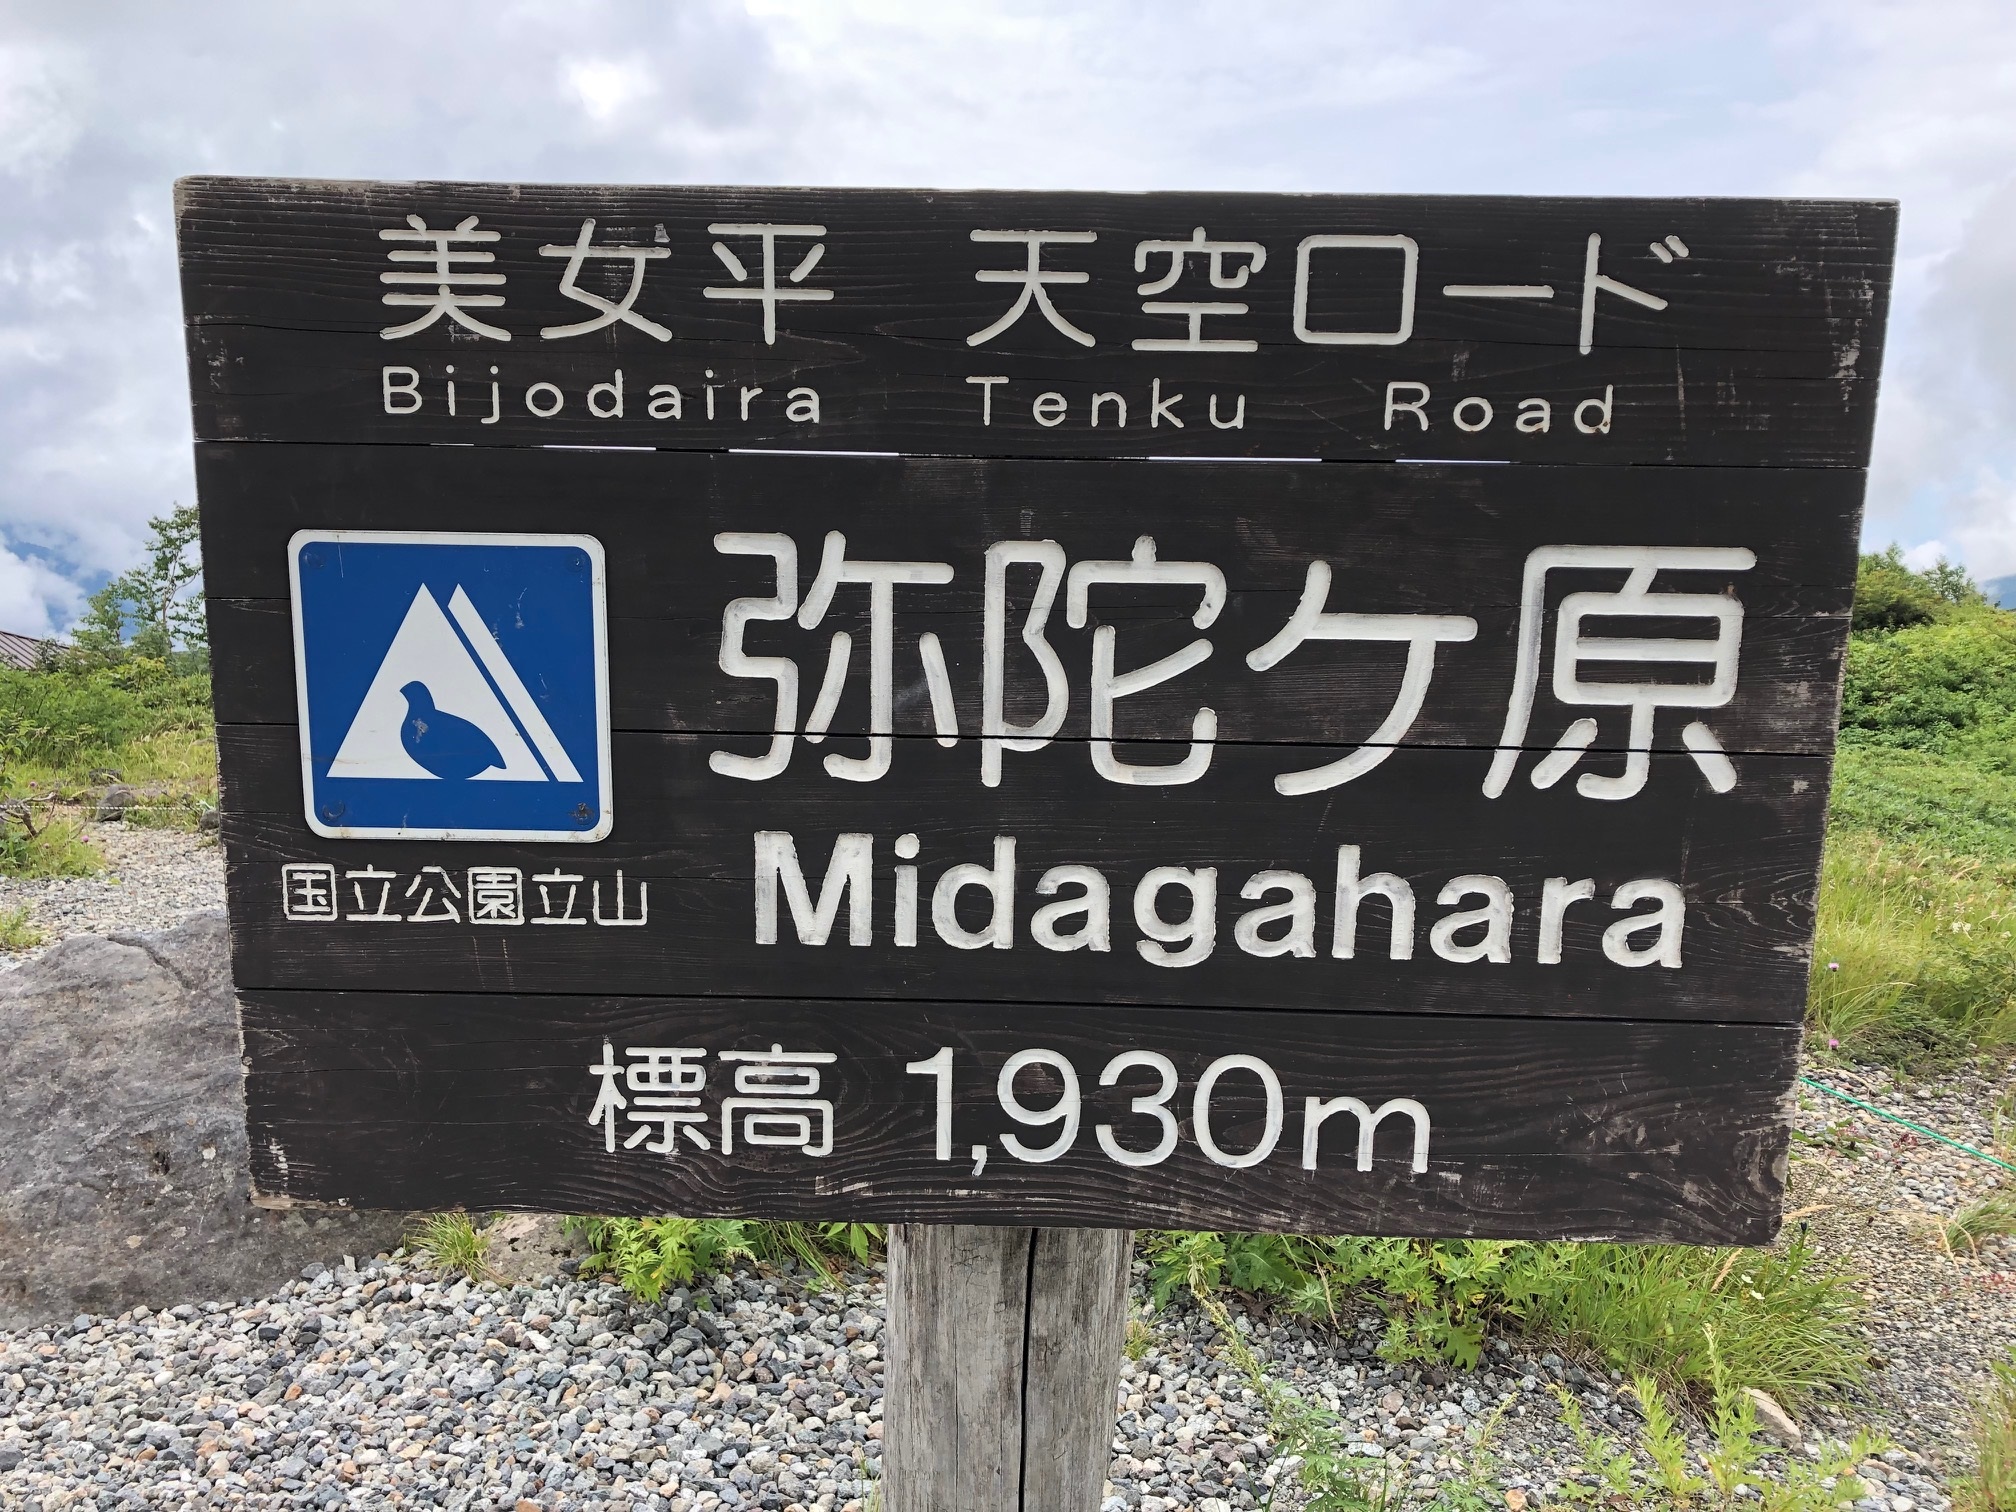 美女平 天空ロード
Bijodaira Tenku Road
弥陀ケ原
Midagahara
国立公園立山
標高 1,930m